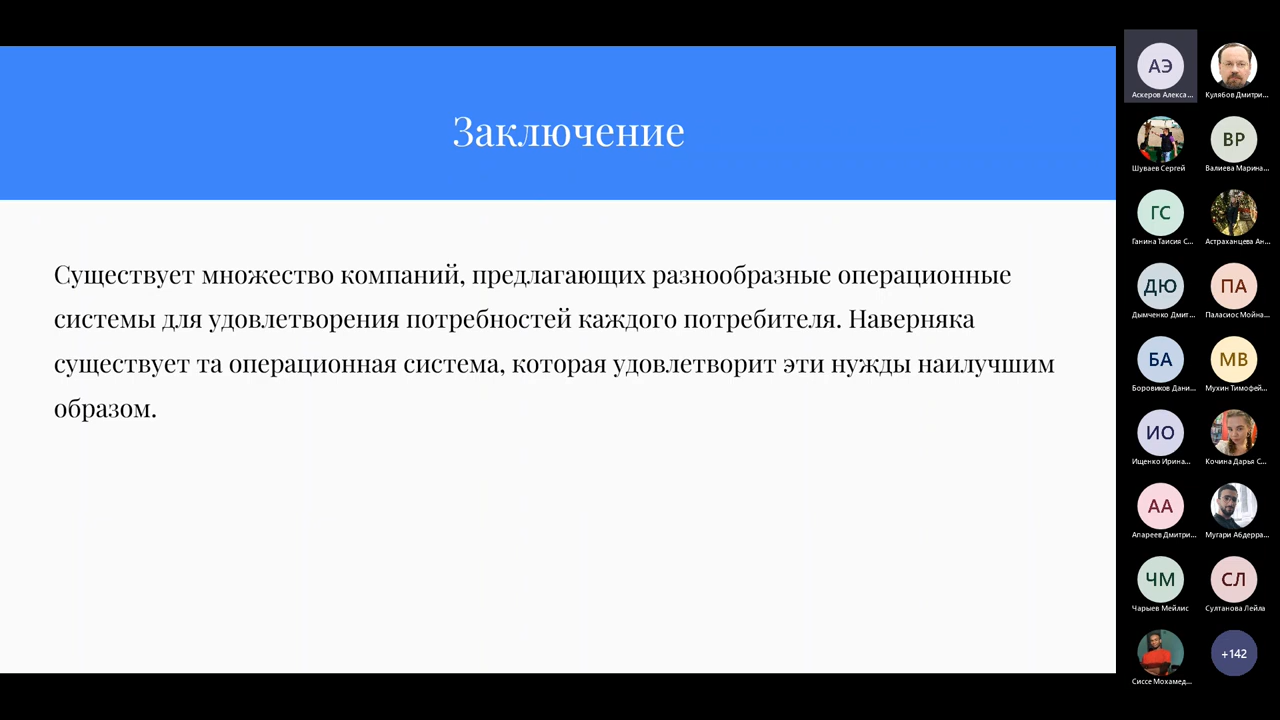 Заключение
Существует множество компаний, предлагающих разнообразные операционные
системы для удовлетворения потребностей каждого потребителя. Наверняка
существует та операционная система, которая удовлетворит эти нужды наилучшим
образом.
АЭ
Аскеров Алекса...
Кулябов Дмитри...
Шуваев Сергей
ВР
Валиева Марина...
ГС
Ганина Таисия С...
Астраханцева Ан...
ДЮ
Дымченко Дмит...
ПА
Паласиос Мойна...
БА
Боровиков Дани...
МВ
Мухин Тимофей...
ИО
Ищенко Ирина...
Кочина Дарья С...
АА
Апареев Дмитри...
Мугари Абдерра...
ЧМ
Чарыев Мейлис
СЛ
Султанова Лейла
Сиссе Мохамед...
+142